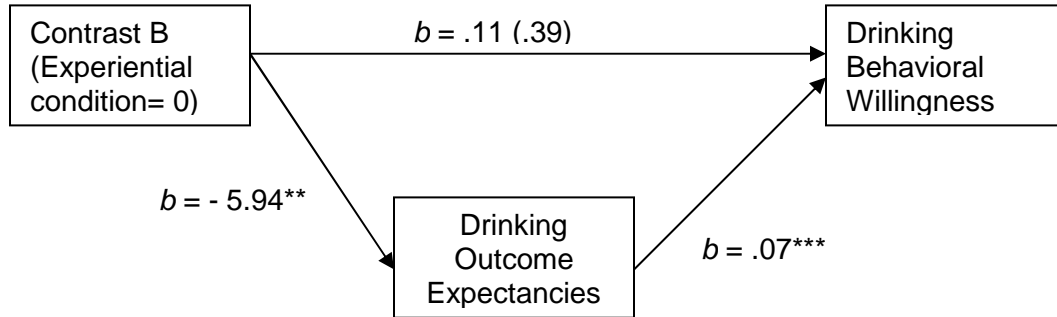 Contrast B
(Experiential
condition= 0)
b = .11 (.39)
Drinking
Behavioral
Willingness
b = - 5.94**
Drinking
Outcome
Expectancies
b = .07***